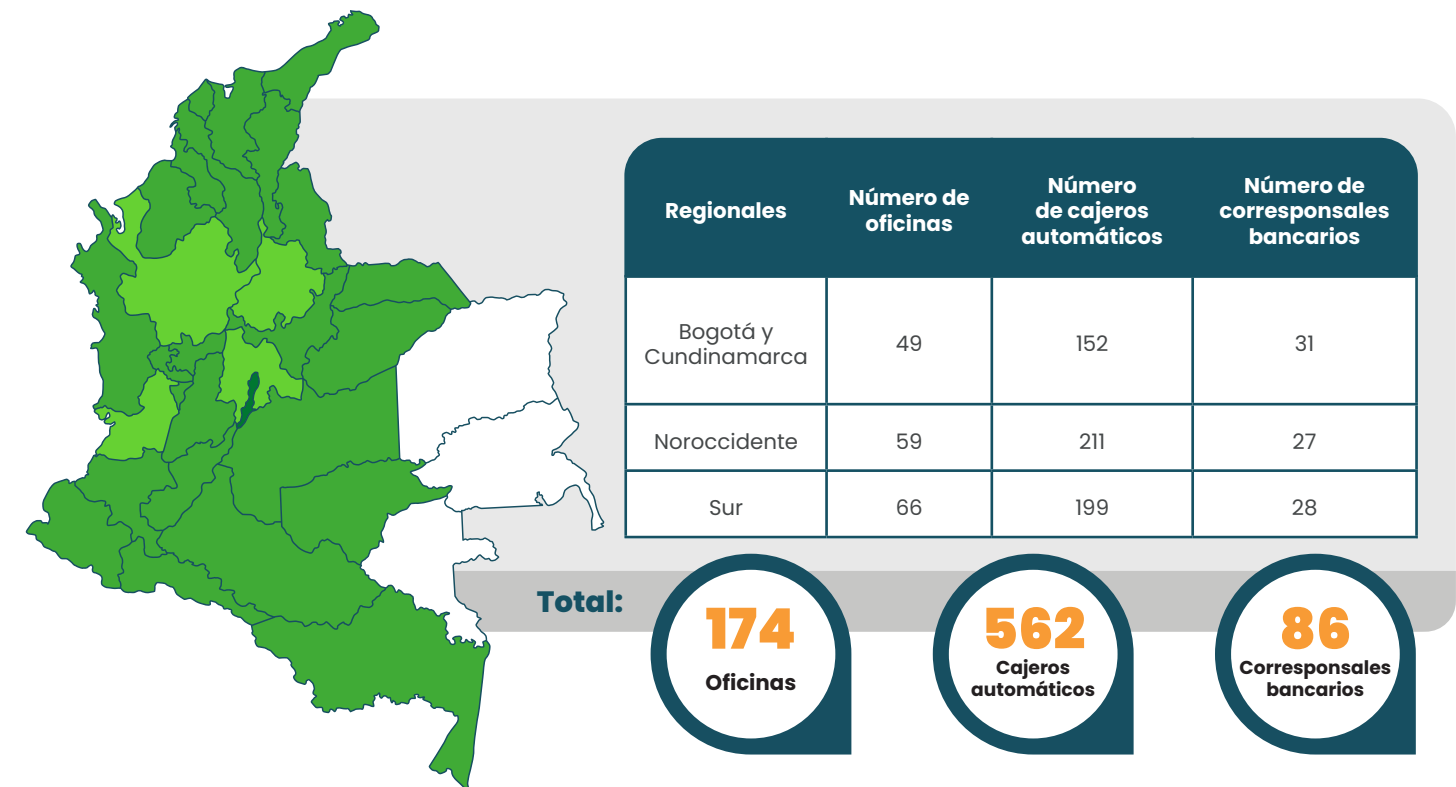 Regionales
Número de
oficinas
Número
de cajeros
automáticos
Número de
corresponsales
bancarios
Bogotá y
Cundinamarca
49
152
31
Noroccidente
59
211
27
Sur
66
199
28
Total:
174
Oficinas
562
Cajeros
automáticos
86
Corresponsales
bancarios